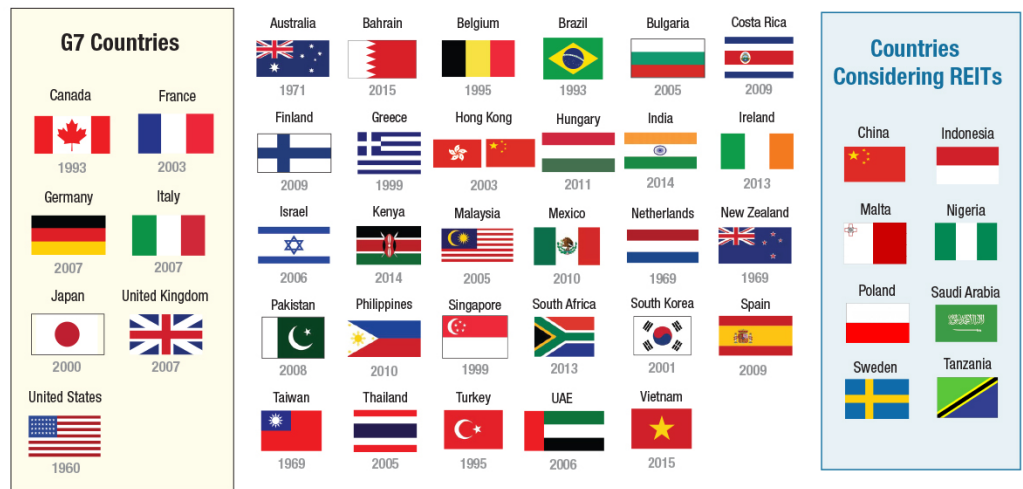 G7 Countries
Canada France
1993 2003
Germany Italy
2007 2007
Japan United Kingdom
2000 2007
United States
1960
Australia Bahrain Belgium Brazil Bulgaria Costa Rica
1971 2015 1995 1993 2005 2009
Finland Greece Hong Kong Hungary India Ireland
2009 1999 2003 2011 2014 2013
Israel Kenya Malaysia Mexico Netherlands New Zealand
2006 2014 2005 2010 1969 1969
Pakistan Philippines Singapore South Africa South Korea Spain
2008 2010 1999 2013 2001 2009
Taiwan Thailand Turkey UAE Vietnam
1969 2005 1995 2006 2015
Countries
Considering REITs
China Indonesia
Malta Nigeria
Poland Saudi Arabia
Sweden Tanzania